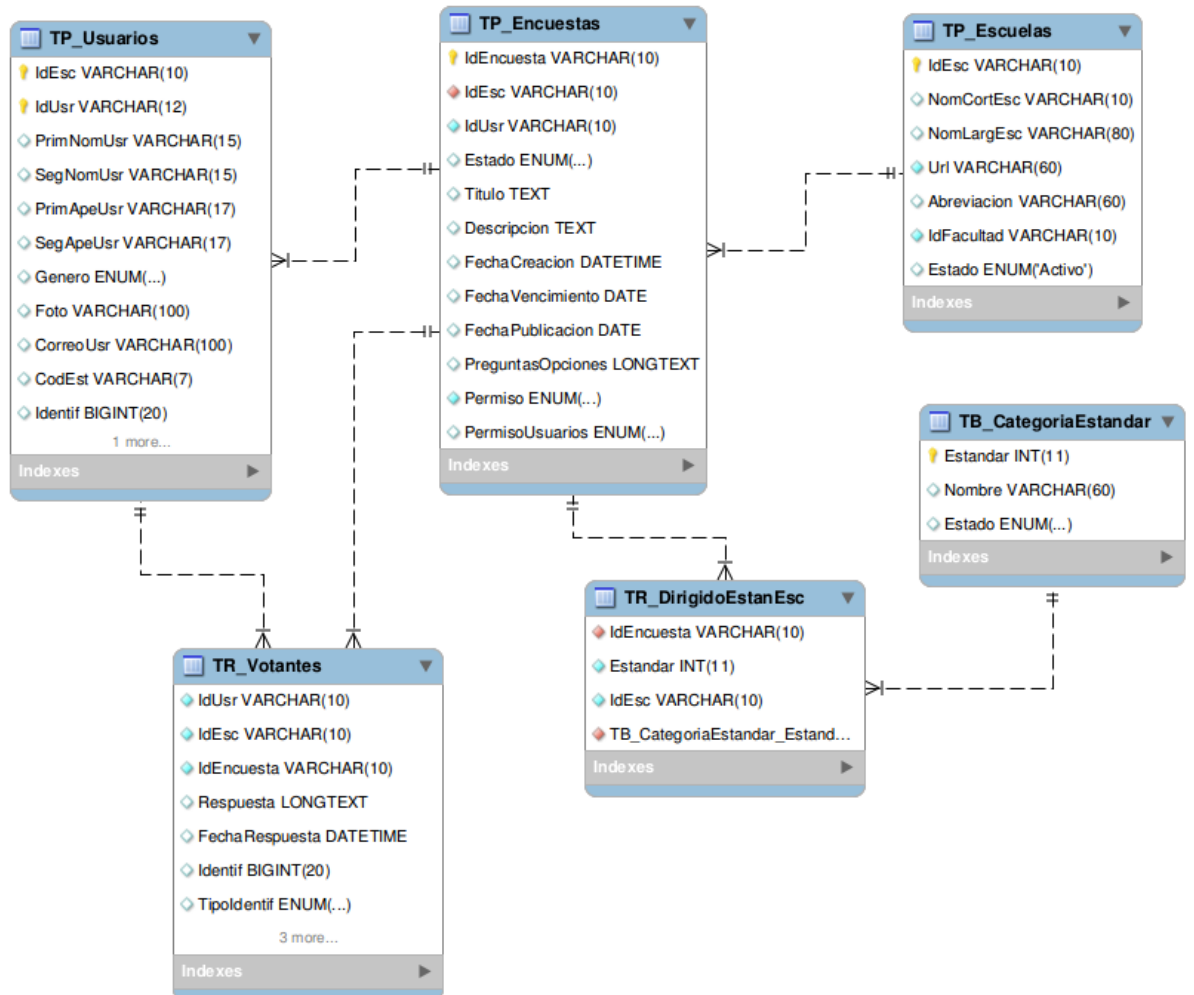 TP_Usuarios
IdEsc VARCHAR(10)
IdUsr VARCHAR(12)
PrimNomUsr VARCHAR(15)
SegNomUsr VARCHAR(15)
PrimApeUsr VARCHAR(17)
SegApeUsr VARCHAR(17)
Genero ENUM(...)
Foto VARCHAR(100)
CorreoUsr VARCHAR(100)
CodEst VARCHAR(7)
Identif BIGINT(20)
1 more...
Indexes
TP_Encuestas
IdEncuesta VARCHAR(10)
IdEsc VARCHAR(10)
IdUsr VARCHAR(10)
Estado ENUM(...)
Titulo TEXT
Descripcion TEXT
FechaCreacion DATETIME
FechaVencimiento DATE
FechaPublicacion DATE
PreguntasOpciones LONGTEXT
Permiso ENUM(...)
PermisoUsuarios ENUM(...)
Indexes
TP_Escuelas
IdEsc VARCHAR(10)
NomCortEsc VARCHAR(10)
NomLargEsc VARCHAR(80)
Url VARCHAR(60)
Abreviacion VARCHAR(60)
IdFacultad VARCHAR(10)
Estado ENUM('Activo')
Indexes
TB_CategoriaEstandar
Estandar INT(11)
Nombre VARCHAR(60)
Estado ENUM(...)
Indexes
TR_DirigidoEstanEsc
IdEncuesta VARCHAR(10)
Estandar INT(11)
IdEsc VARCHAR(10)
TB_CategoriaEstandar_Estand...
Indexes
TR_Votantes
IdUsr VARCHAR(10)
IdEsc VARCHAR(10)
IdEncuesta VARCHAR(10)
Respuesta LONGTEXT
FechaRespuesta DATETIME
Identif BIGINT(20)
TipoIdentif ENUM(...)
3 more...
Indexes